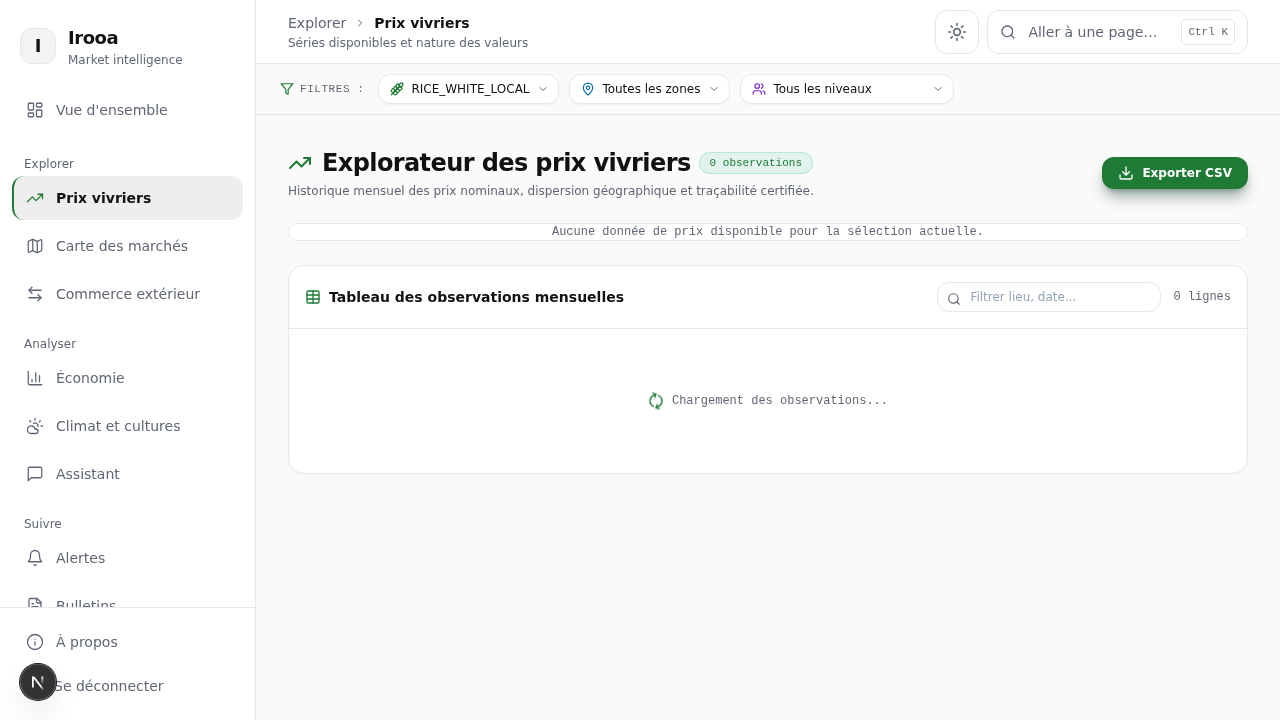 I
Irooa
Market intelligence
Vue d'ensemble
Explorer
Prix vivriers
Carte des marchés
Commerce extérieur
Analyser
Économie
Climat et cultures
Assistant
Suivre
Alertes
Bulletins
À propos
Se déconnecter
N
Explorer > Prix vivriers
Séries disponibles et nature des valeurs
Aller à une page... Ctrl K
FILTRES : RICE_WHITE_LOCAL Toutes les zones Tous les niveaux
Explorateur des prix vivriers 0 observations
Historique mensuel des prix nominaux, dispersion géographique et traçabilité certifiée.
Exporter CSV
Aucune donnée de prix disponible pour la sélection actuelle.
Tableau des observations mensuelles
Filtrer lieu, date... 0 lignes
Chargement des observations...